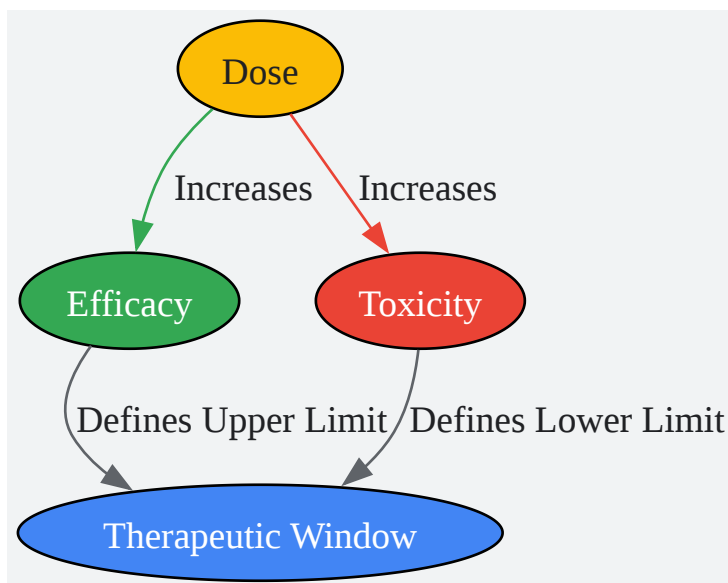 Dose
Increases
Increases
Efficacy
Toxicity
Defines Upper Limit
Defines Lower Limit
Therapeutic Window